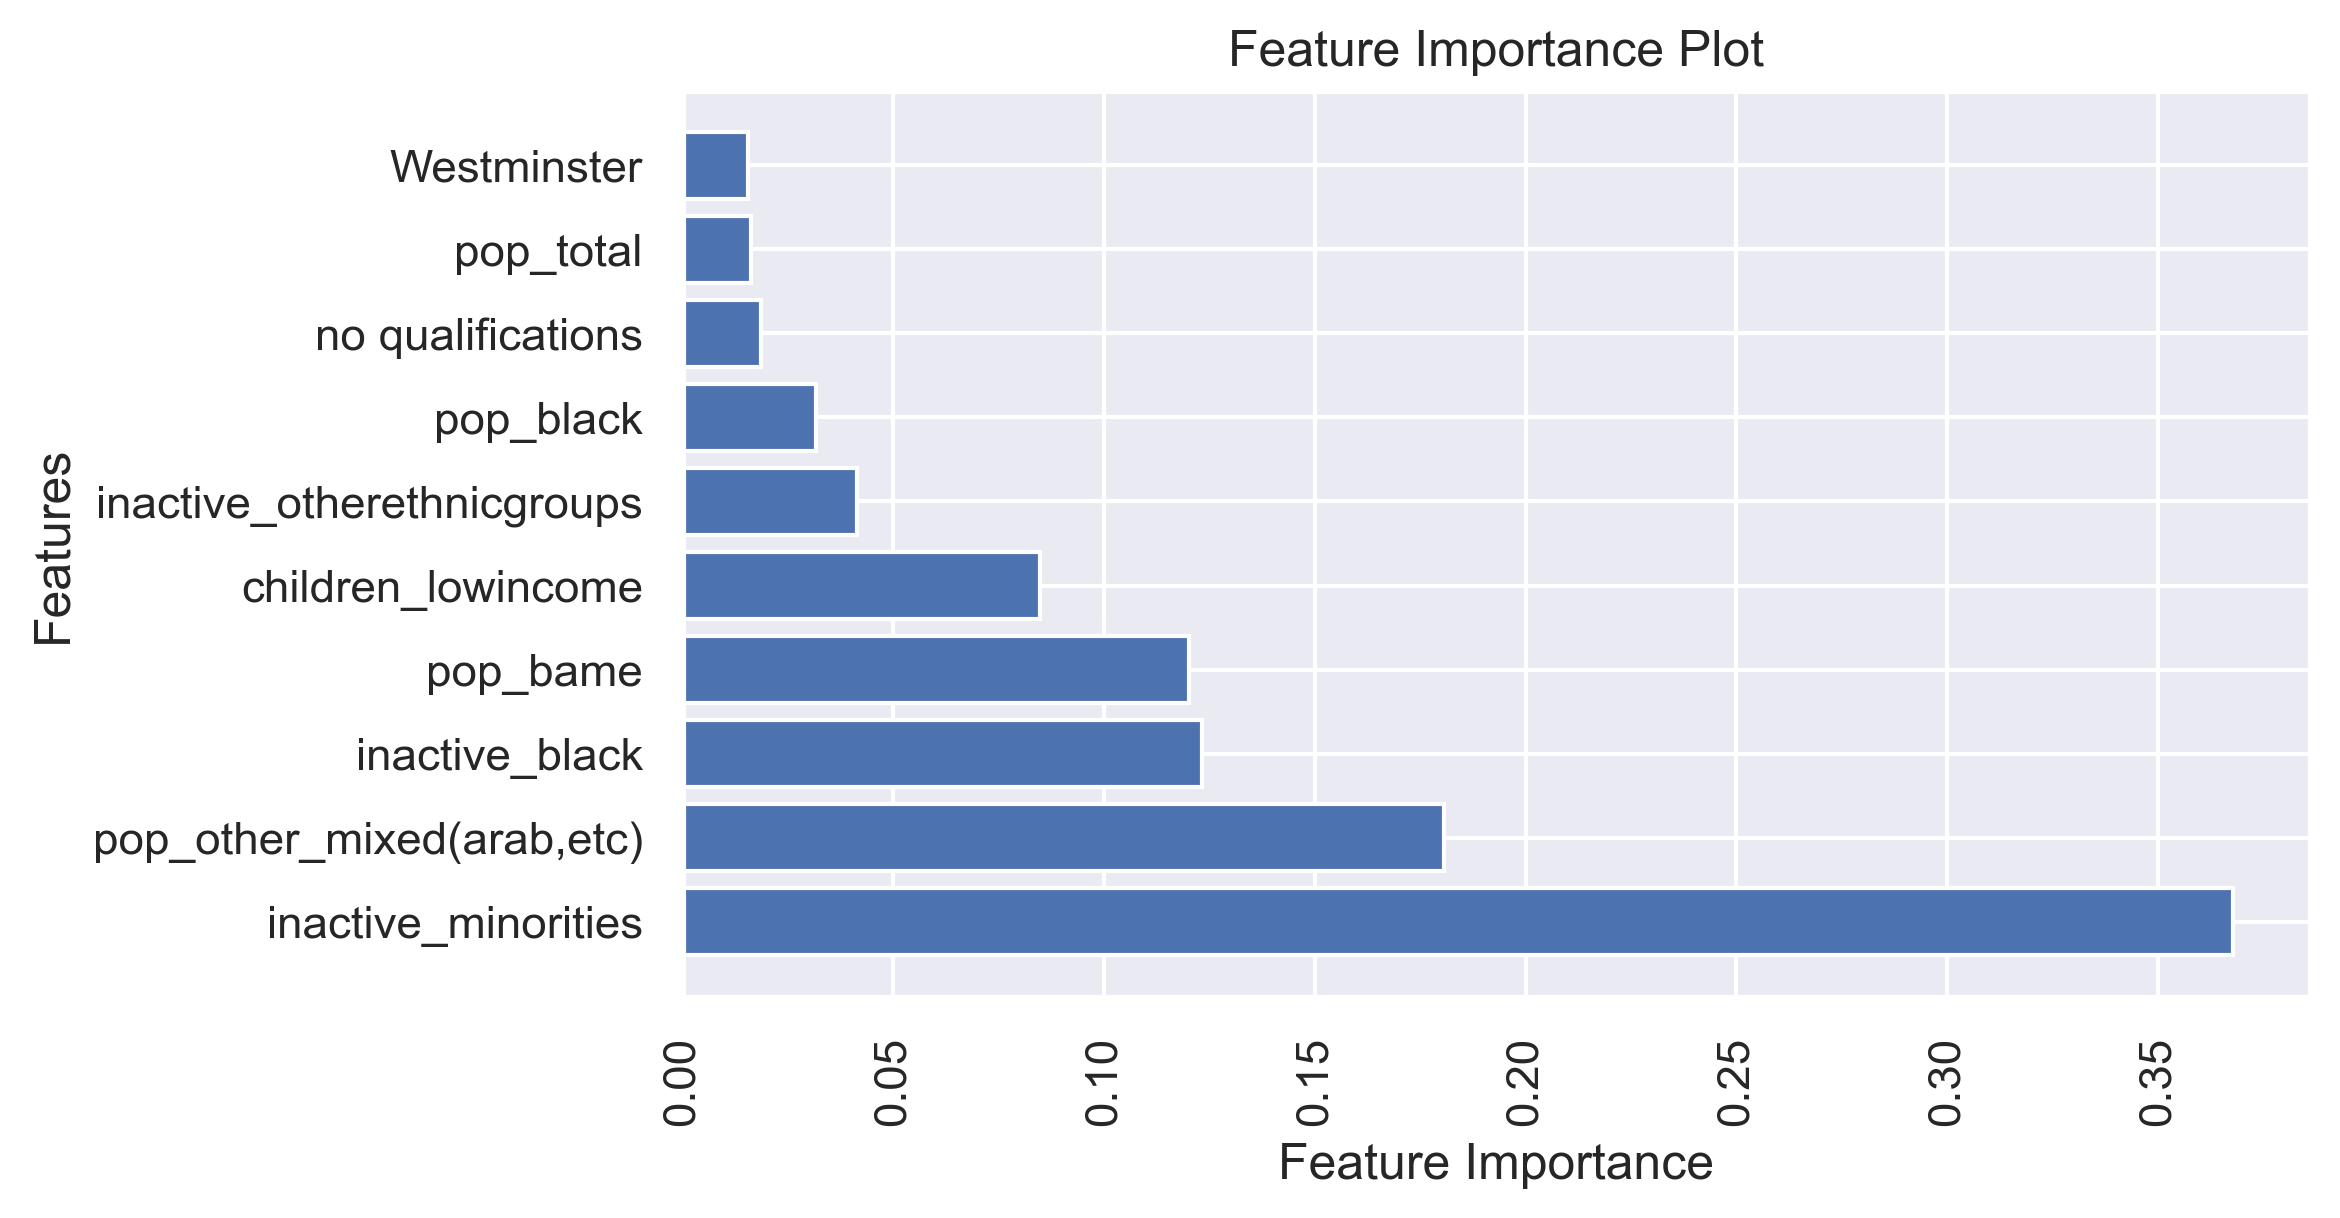 Feature Importance Plot
Features
Westminster
pop_total
no qualifications
pop_black
inactive_otherethnicgroups
children_lowincome
pop_bame
inactive_black
pop_other_mixed(arab,etc)
inactive_minorities
0.00
0.05
0.10
0.15
0.20
0.25
0.30
0.35
Feature Importance